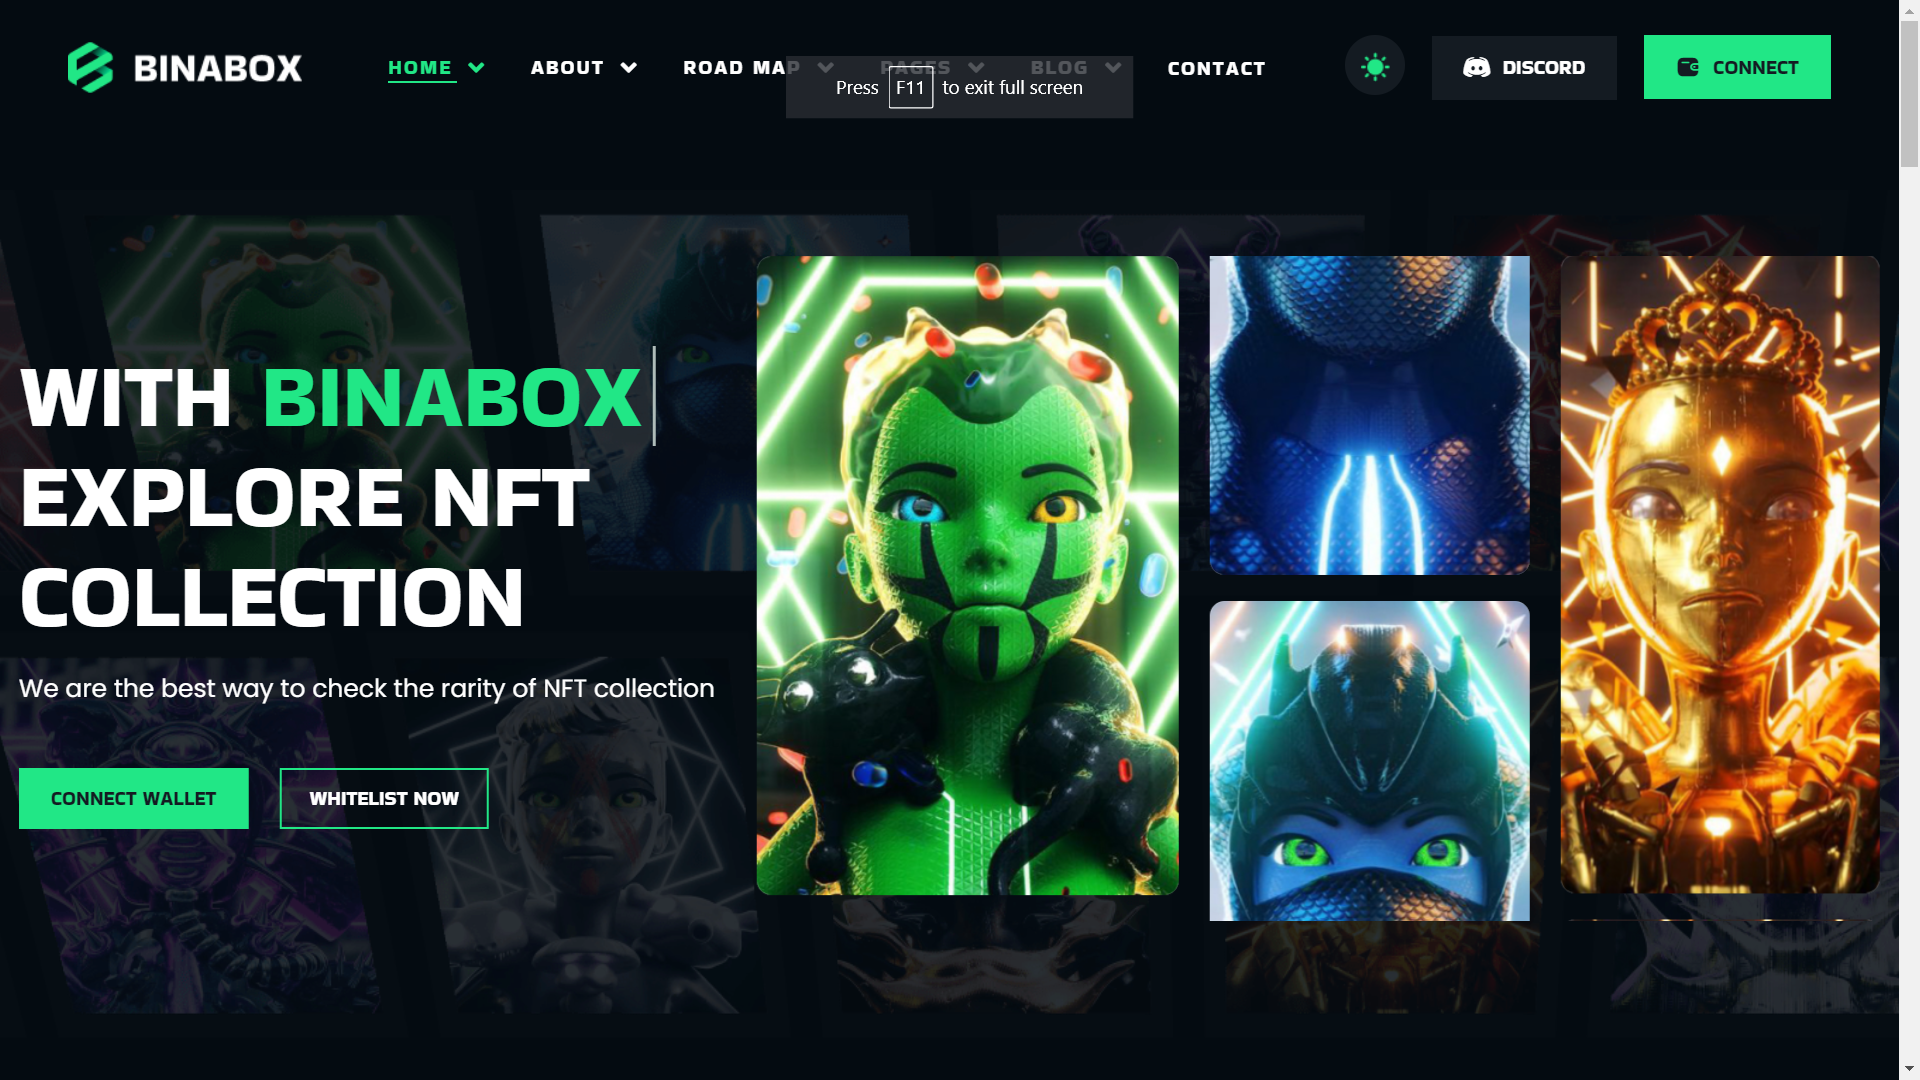 BINABOX
HOME
ABOUT
ROAD MAP
PAGES
BLOG
CONTACT
DISCORD
CONNECT
Press F11 to exit full screen
WITH BINABOX
EXPLORE NFT
COLLECTION
We are the best way to check the rarity of NFT collection
CONNECT WALLET
WHITELIST NOW